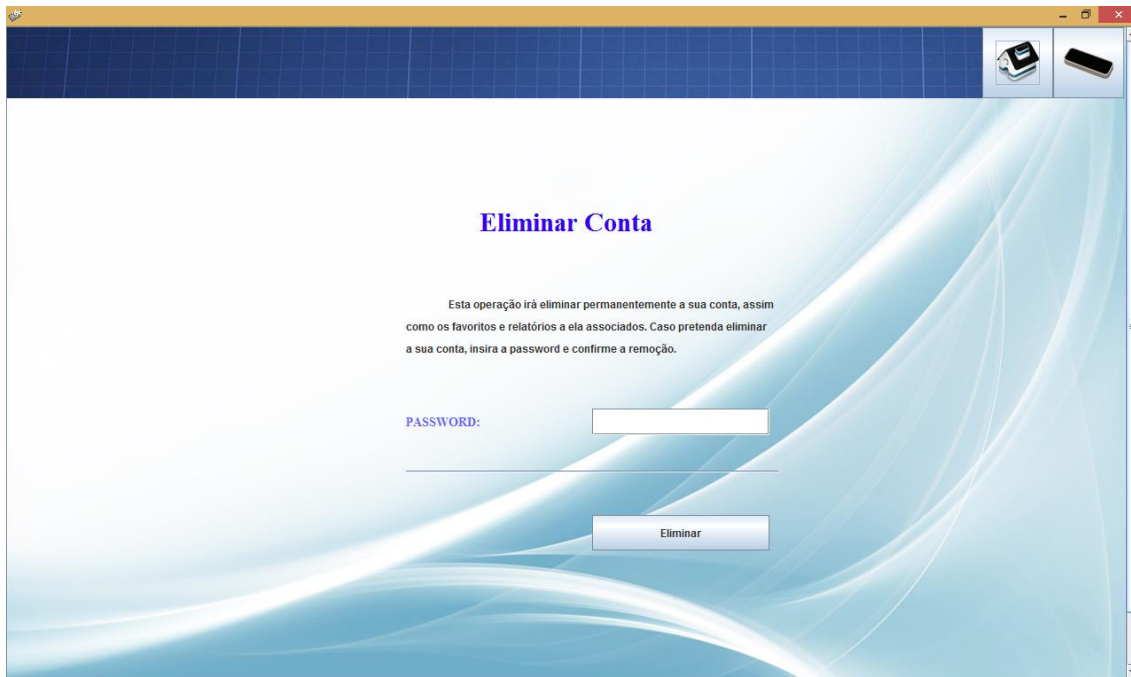 Eliminar Conta
Esta operação irá eliminar permanentemente a sua conta, assim
como os favoritos e relatórios a ela associados. Caso pretenda eliminar
a sua conta, insira a password e confirme a remoção.
PASSWORD:
Eliminar